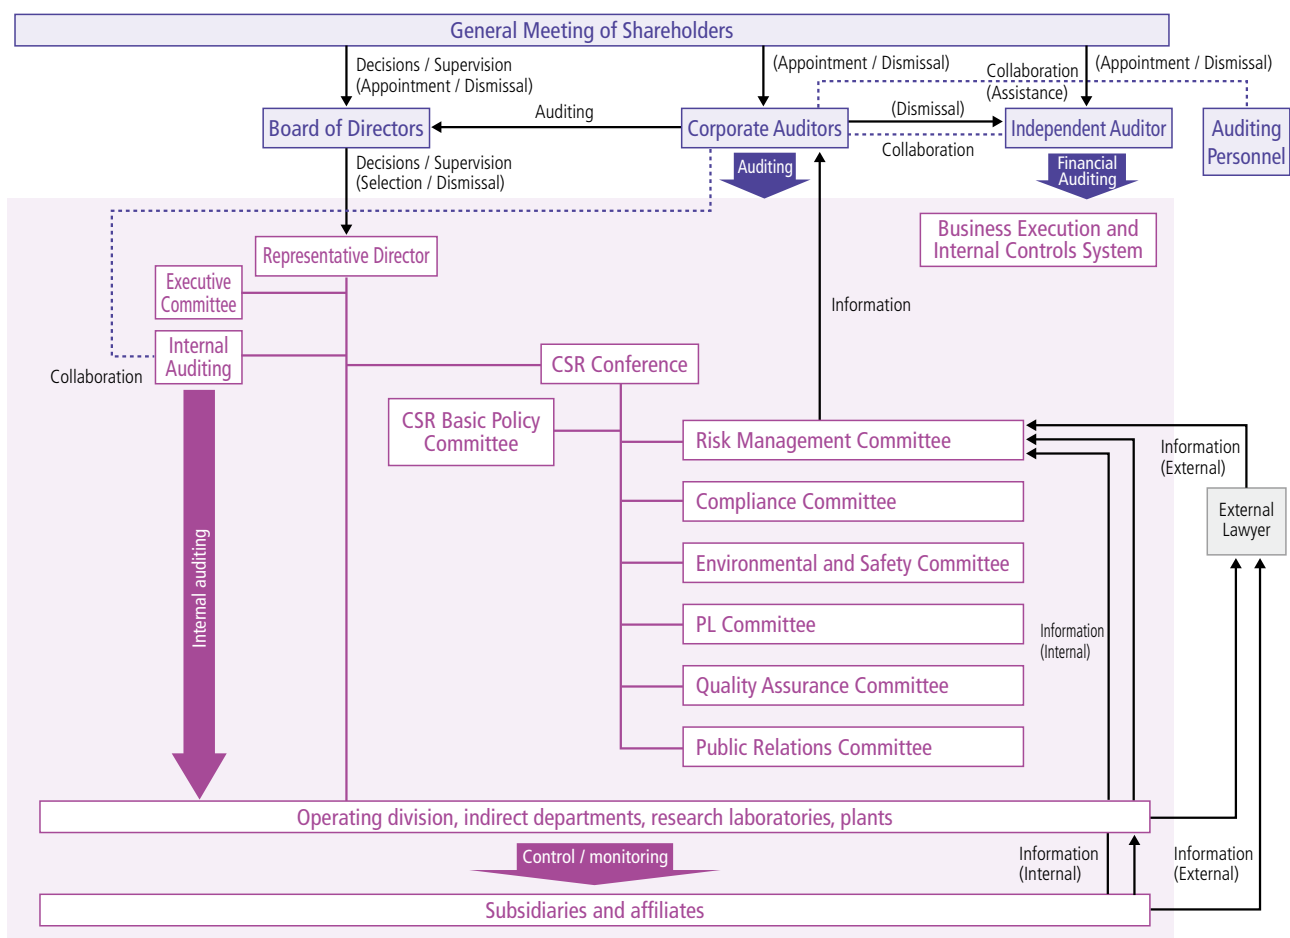 General Meeting of Shareholders
Decisions / Supervision
(Appointment / Dismissal)
(Appointment / Dismissal)
Collaboration
(Assistance)
(Appointment / Dismissal)
Board of Directors
Auditing
Corporate Auditors
(Dismissal)
Collaboration
Independent Auditor
Auditing
Personnel
Decisions / Supervision
(Selection / Dismissal)
Auditing
Financial
Auditing
Business Execution and
Internal Controls System
Representative Director
Executive
Committee
Information
Internal
Auditing
Collaboration
CSR Conference
CSR Basic Policy
Committee
Risk Management Committee
Information
(External)
Compliance Committee
External
Lawyer
Environmental and Safety Committee
Internal auditing
PL Committee
Information
(Internal)
Quality Assurance Committee
Public Relations Committee
Operating division, indirect departments, research laboratories, plants
Control / monitoring
Information
(Internal)
Information
(External)
Subsidiaries and affiliates